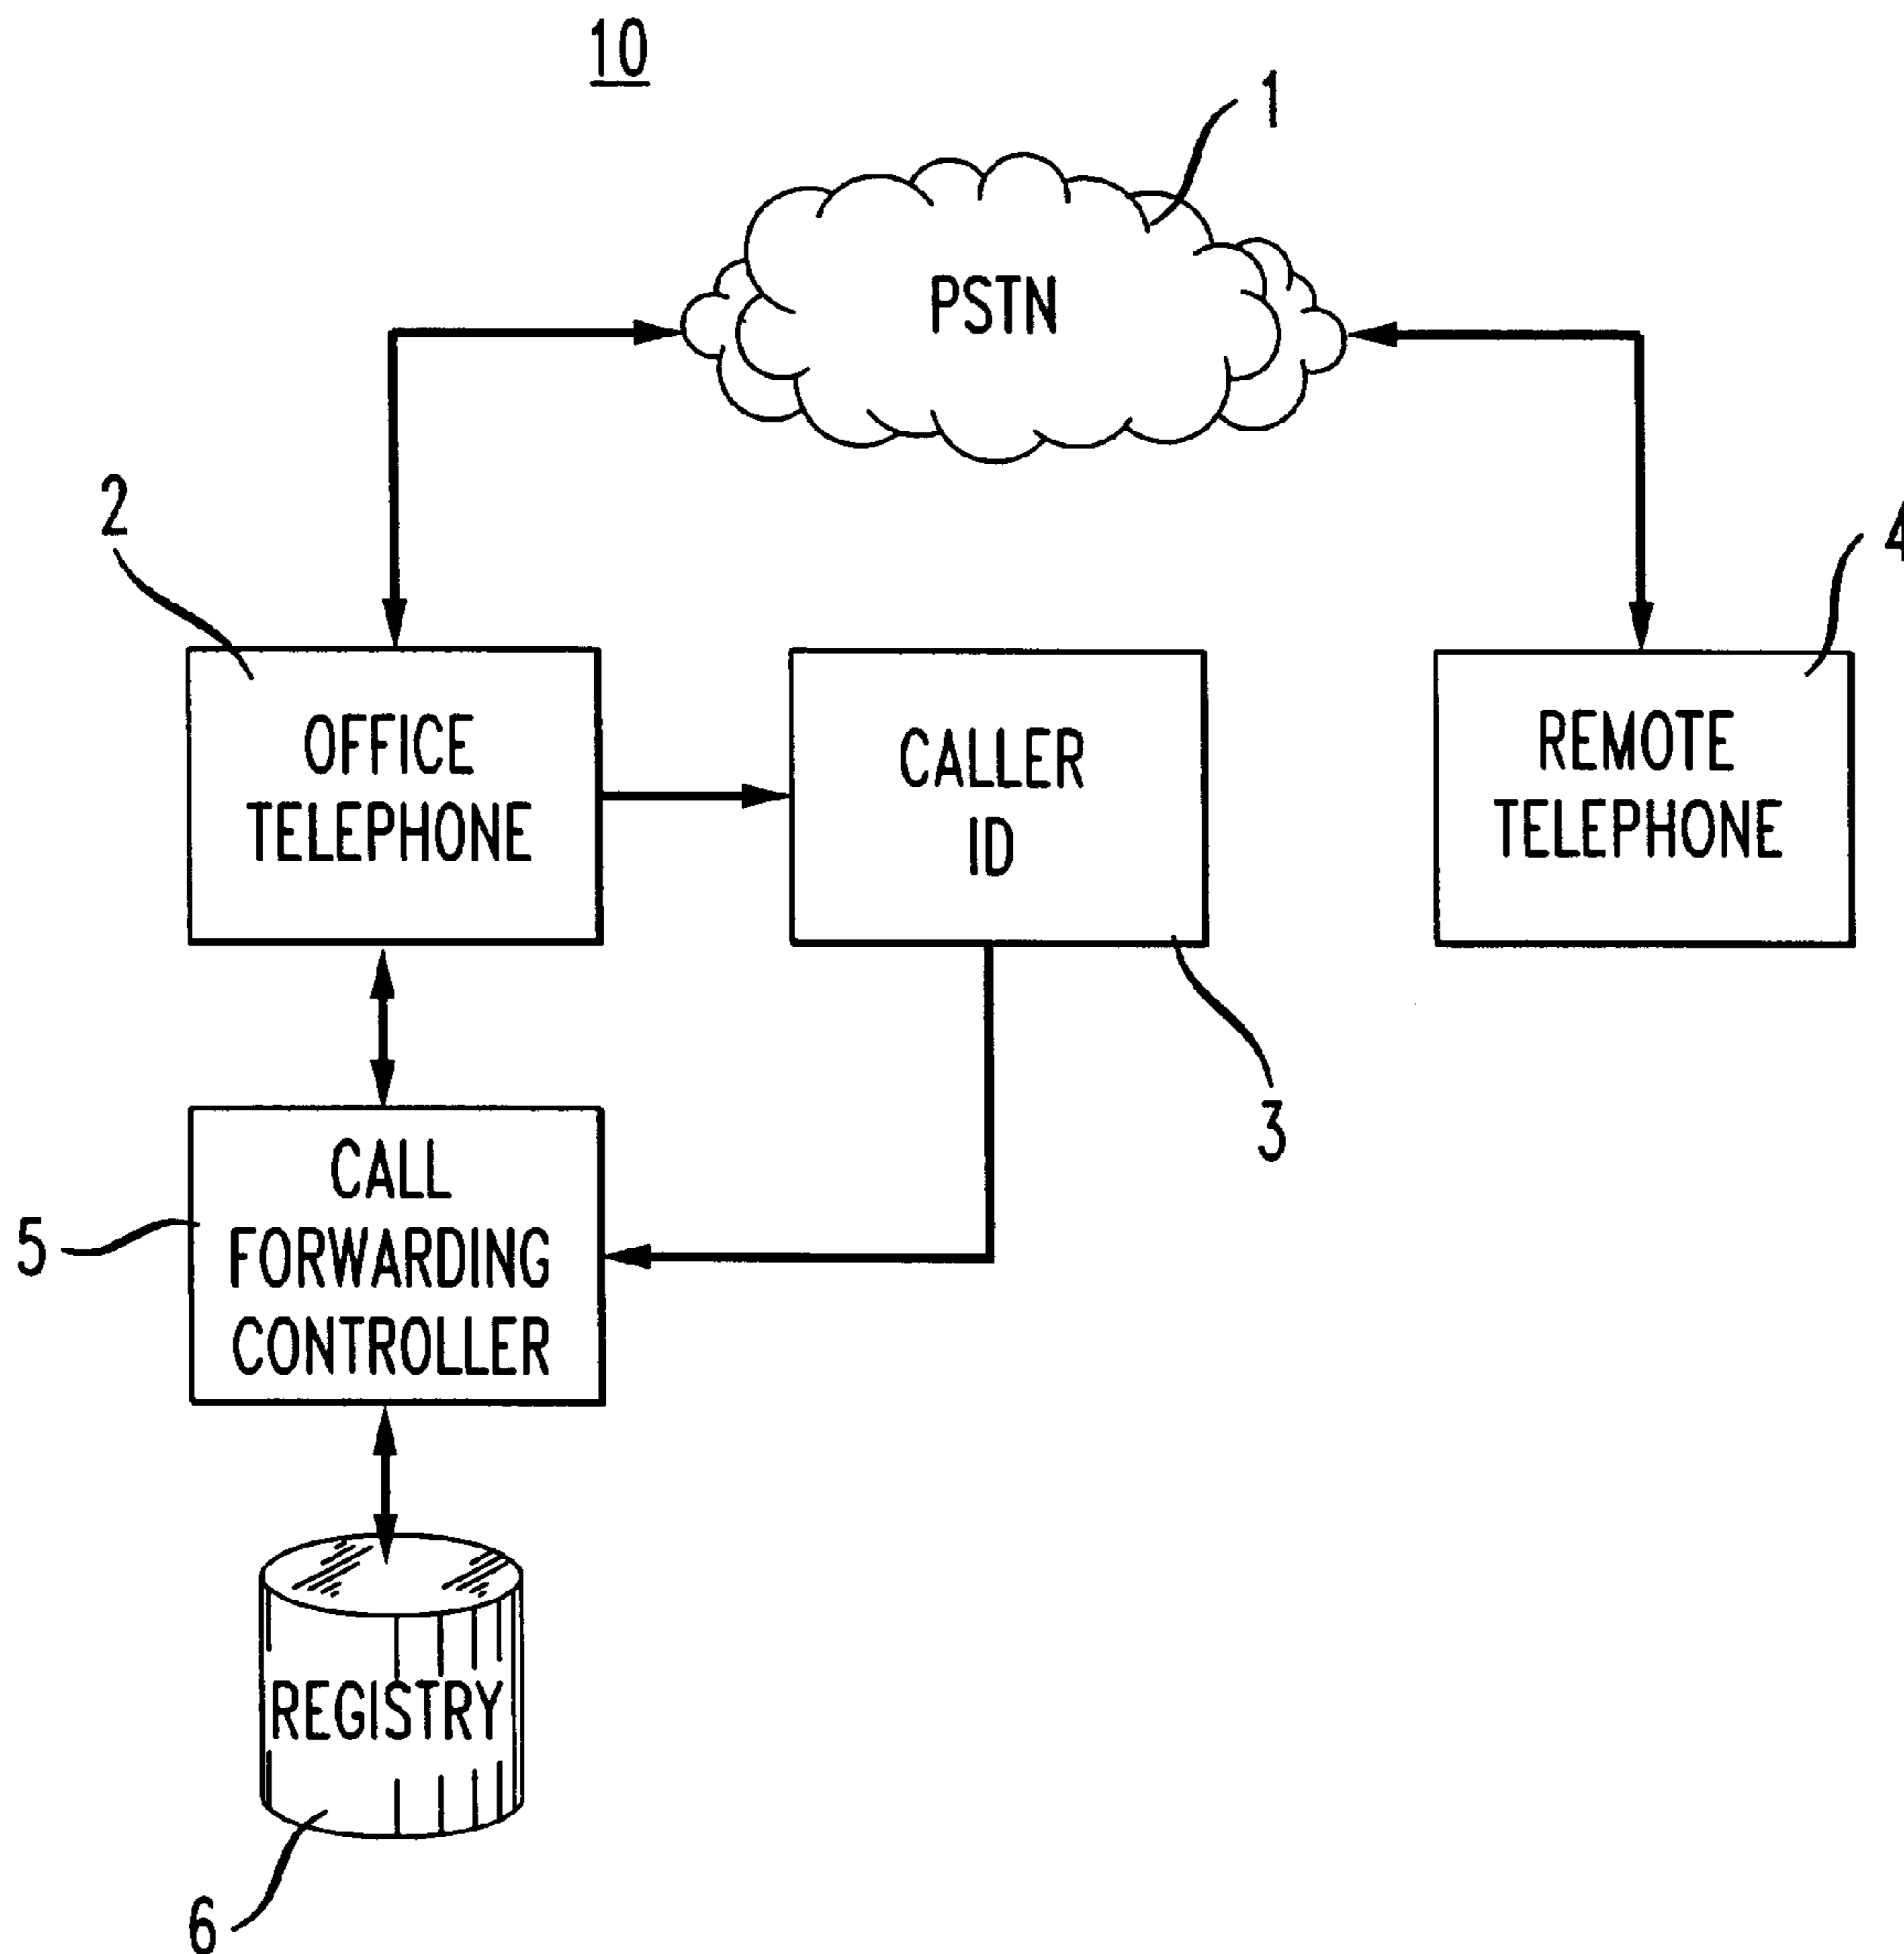 10
1
PSTN
2
4
OFFICE
TELEPHONE
CALLER
ID
REMOTE
TELEPHONE
3
CALL
FORWARDING
CONTROLLER
5
REGISTRY
6